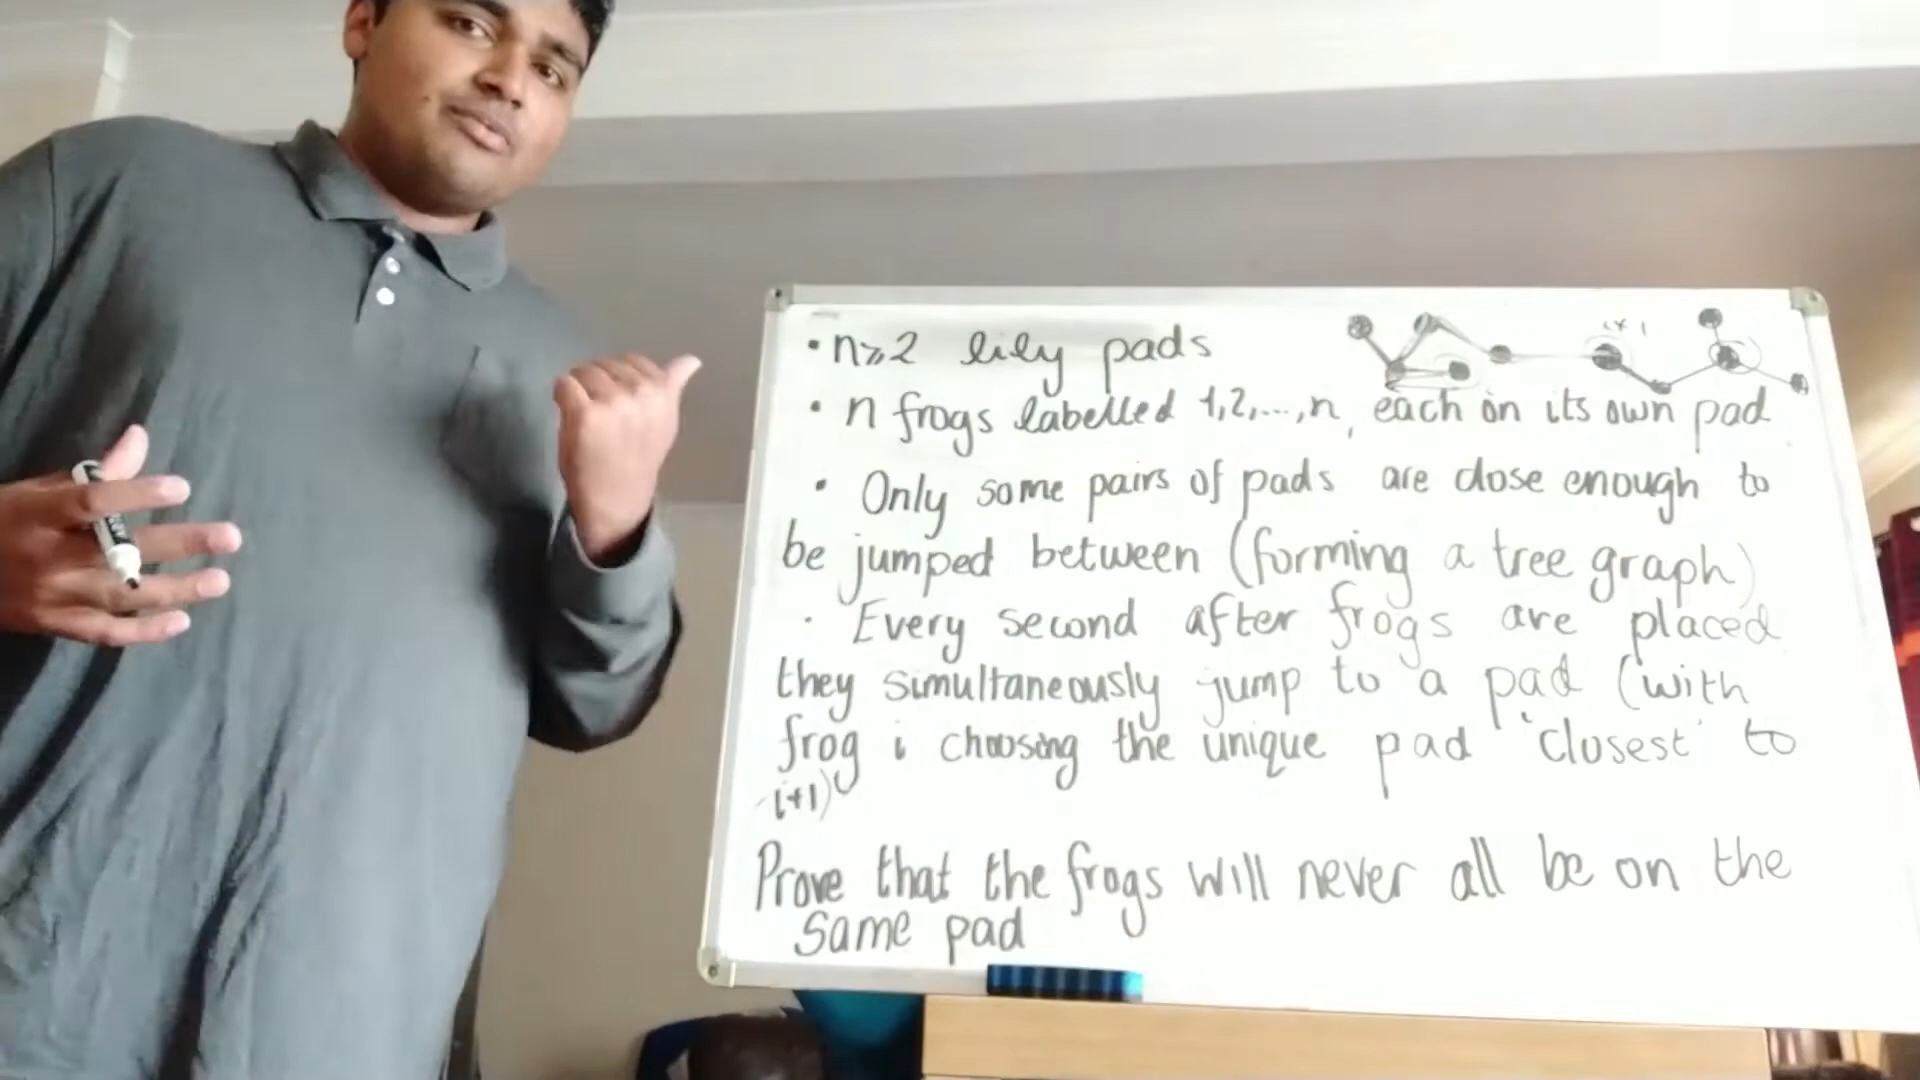 • n⩾2 lily pads
• n frogs labelled 1,2,...,n, each on its own pad
• Only some pairs of pads are close enough to
be jumped between (forming a tree graph)
• Every second after frogs are placed
they simultaneously jump to a pad (with
frog i choosing the unique pad 'closest' to
i+1)
Prove that the frogs will never all be on the
same pad